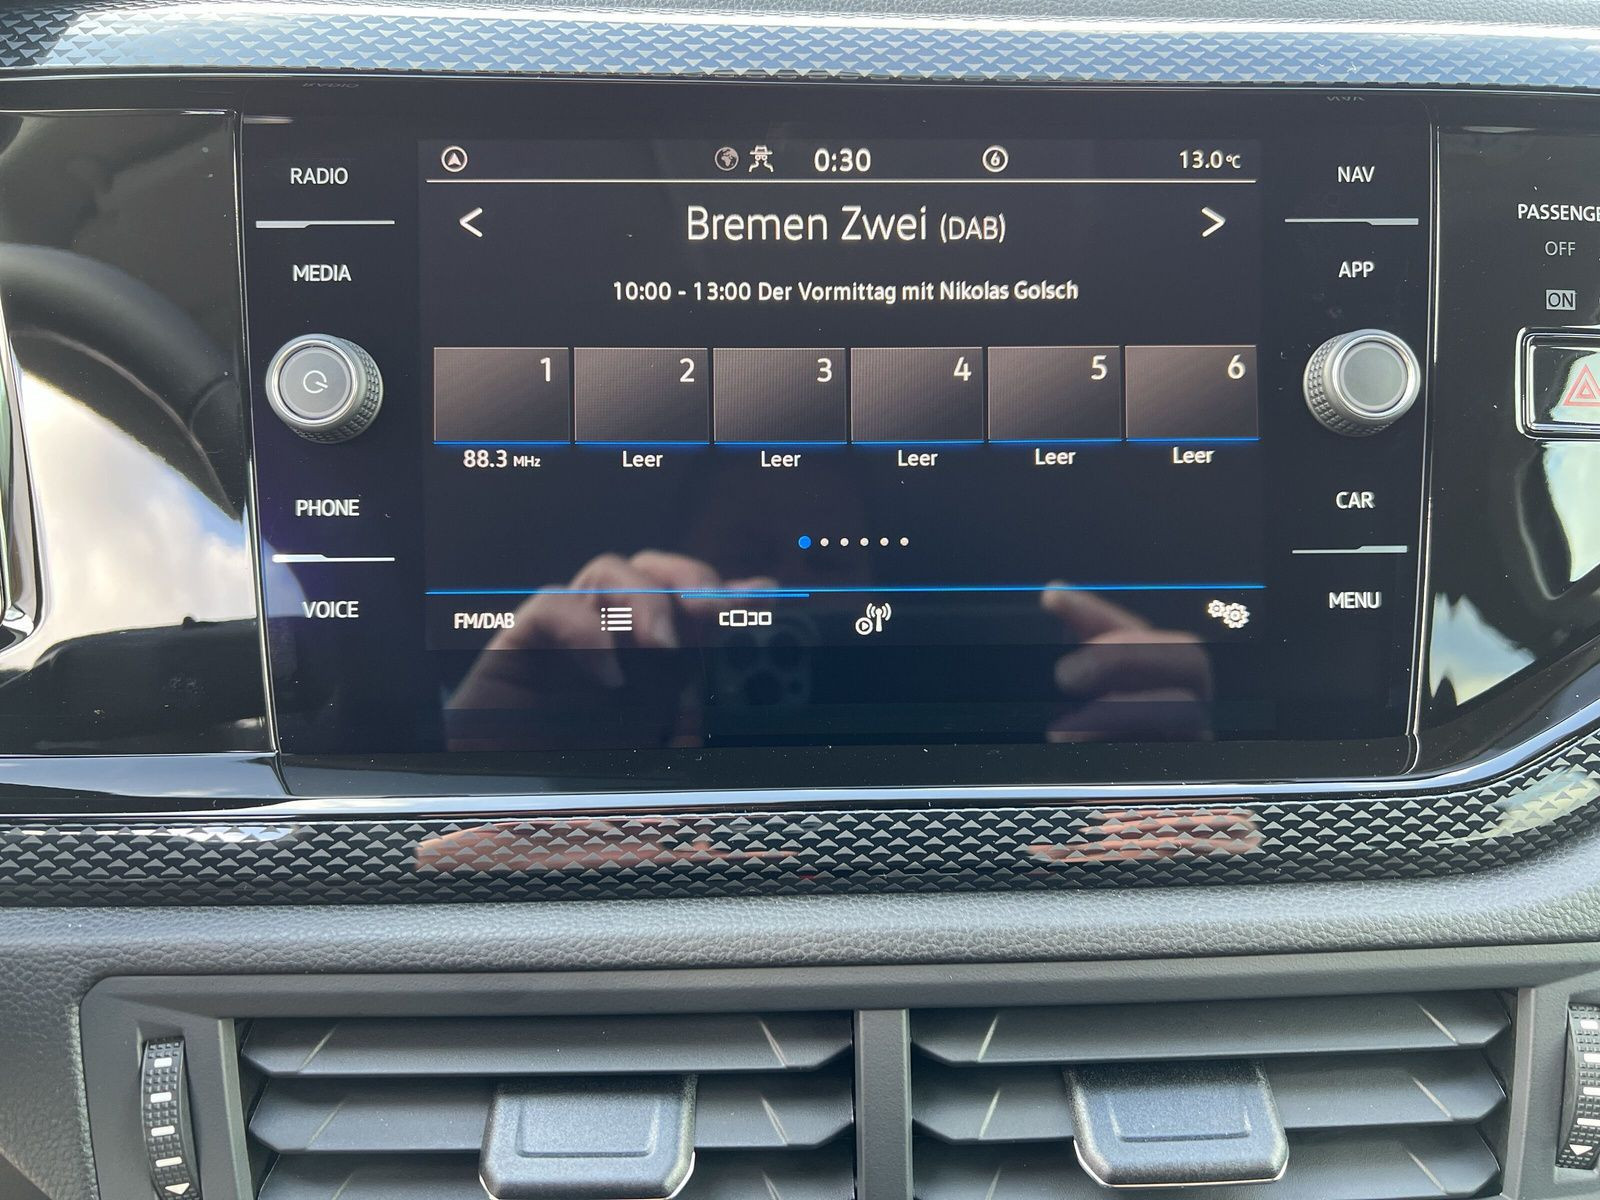 RADIO
MEDIA
PHONE
VOICE
0:30
6
13.0°C
Bremen Zwei (DAB)
10:00 - 13:00 Der Vormittag mit Nikolas Golsch
1 2 3 4 5 6
88.3 MHz Leer Leer Leer Leer Leer
FM/DAB
NAV
APP
CAR
MENU
OFF
ON